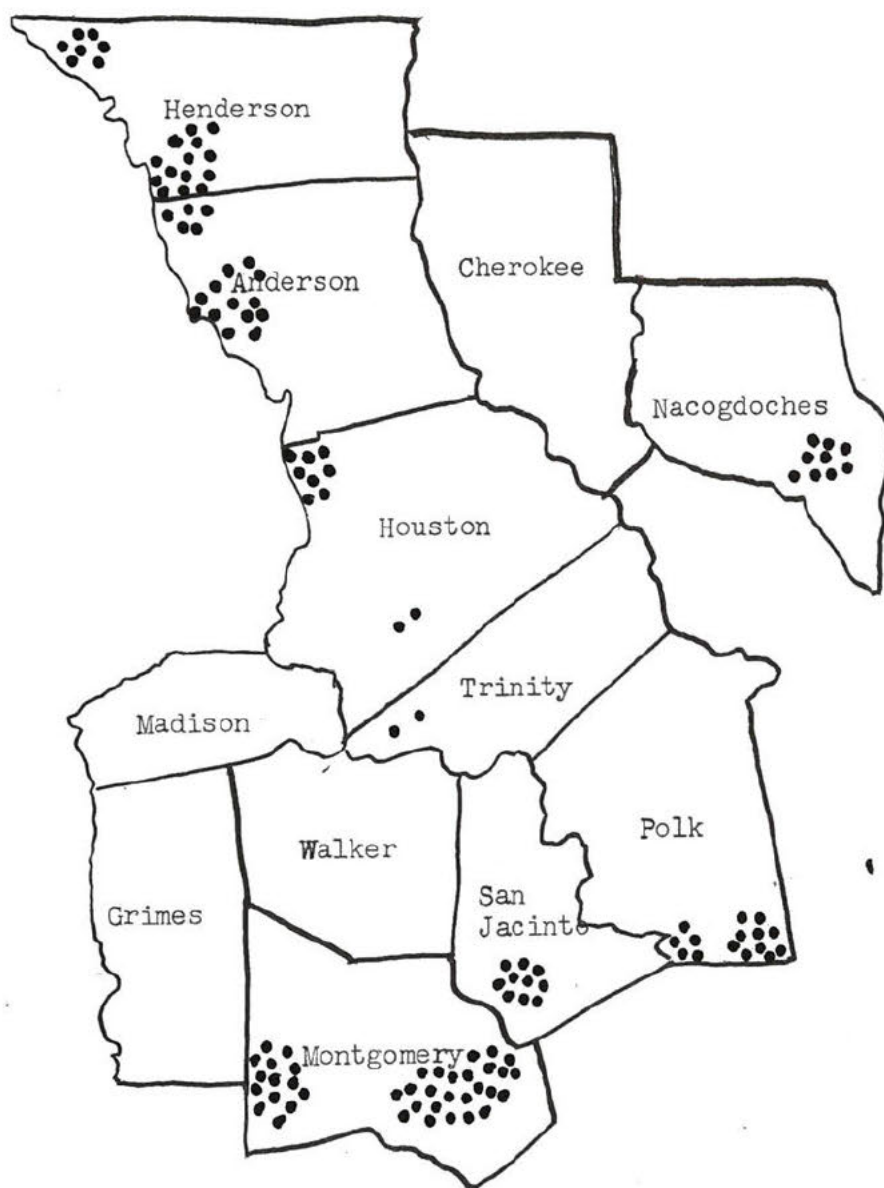 Henderson
Cherokee
Anderson
Nacogdoches
Houston
Trinity
Madison
Polk
Walker
San
Jacinto
Grimes
Montgomery